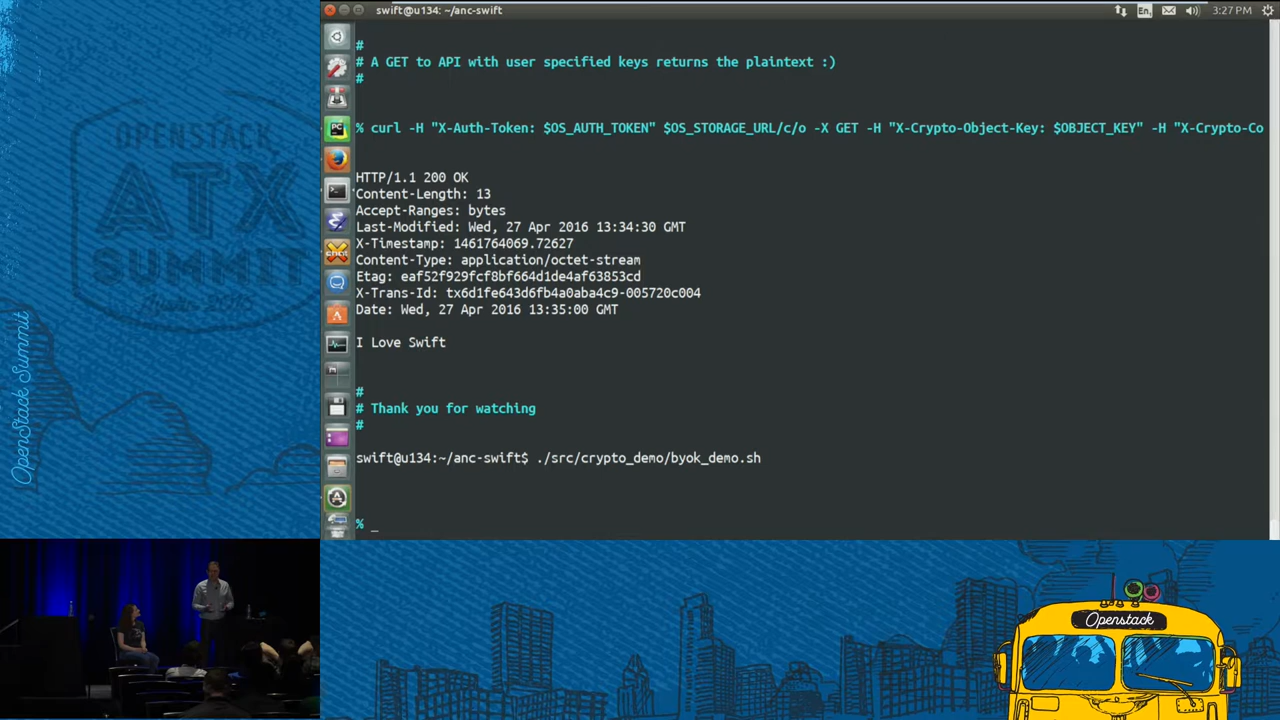 swift@u134: ~/anc-swift
En
3:27 PM
#
# A GET to API with user specified keys returns the plaintext :)
#
% curl -H "X-Auth-Token: $OS_AUTH_TOKEN" $OS_STORAGE_URL/c/o -X GET -H "X-Crypto-Object-Key: $OBJECT_KEY" -H "X-Crypto-Co
HTTP/1.1 200 OK
Content-Length: 13
Accept-Ranges: bytes
Last-Modified: Wed, 27 Apr 2016 13:34:30 GMT
X-Timestamp: 1461764069.72627
Content-Type: application/octet-stream
Etag: eaf52f929fcf8bf664d1de4af63853cd
X-Trans-Id: tx6d1fe643d6fb4a0aba4c9-005720c004
Date: Wed, 27 Apr 2016 13:35:00 GMT
I Love Swift
#
# Thank you for watching
#
swift@u134:~/anc-swift$ ./src/crypto_demo/byok_demo.sh
% _
OPENSTACK
ATX
SUMMIT
OpenStack Summit
PC
Openstack